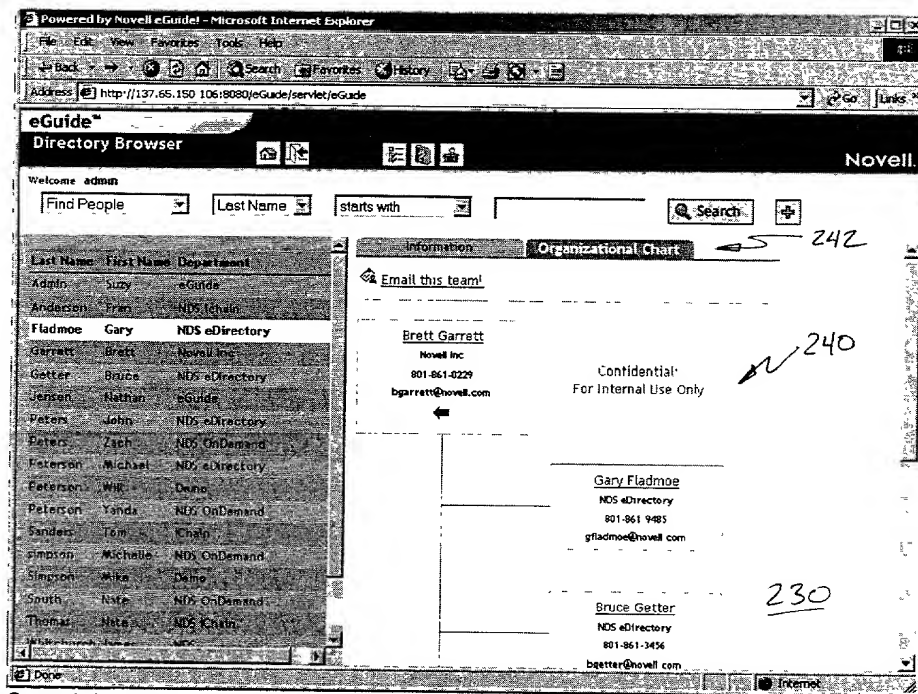 Powered by Novell eGuide! - Microsoft Internet Explorer
File Edit View Favorites Tools Help
Back Search Favorites History
Address http://137.65.150 106:8080/eGuide/servlet/eGuide Go Links
eGuide™
Directory Browser
Novell.
Welcome admin
Find People Last Name starts with Search
Information Organizational Chart 242
Last Name First Name Department
Admin Suzy eGuide
Anderson Fran NDS iChain
Fladmoe Gary NDS eDirectory
Garrett Brett Novell Inc
Getter Bruce NDS eDirectory
Jensen Nathan eGuide
Peters John NDS eDirectory
Peters Zach NDS OnDemand
Peterson Michael NDS eDirectory
Peterson Will Demo
Peterson Yanda NDS OnDemand
Sanders Tom iChain
simpson Michelle NDS OnDemand
Simpson Mike Demo
South Nate NDS OnDemand
Thomas Nate NDS iChain
Email this team!
Brett Garrett
Novell Inc
801-861-0229
bgarrett@novell.com
Confidential
For Internal Use Only
240
Gary Fladmoe
NDS eDirectory
801-861 9485
gfladmoe@novell com
230
Bruce Getter
NDS eDirectory
801-861-3456
bgetter@novell com
Done Internet